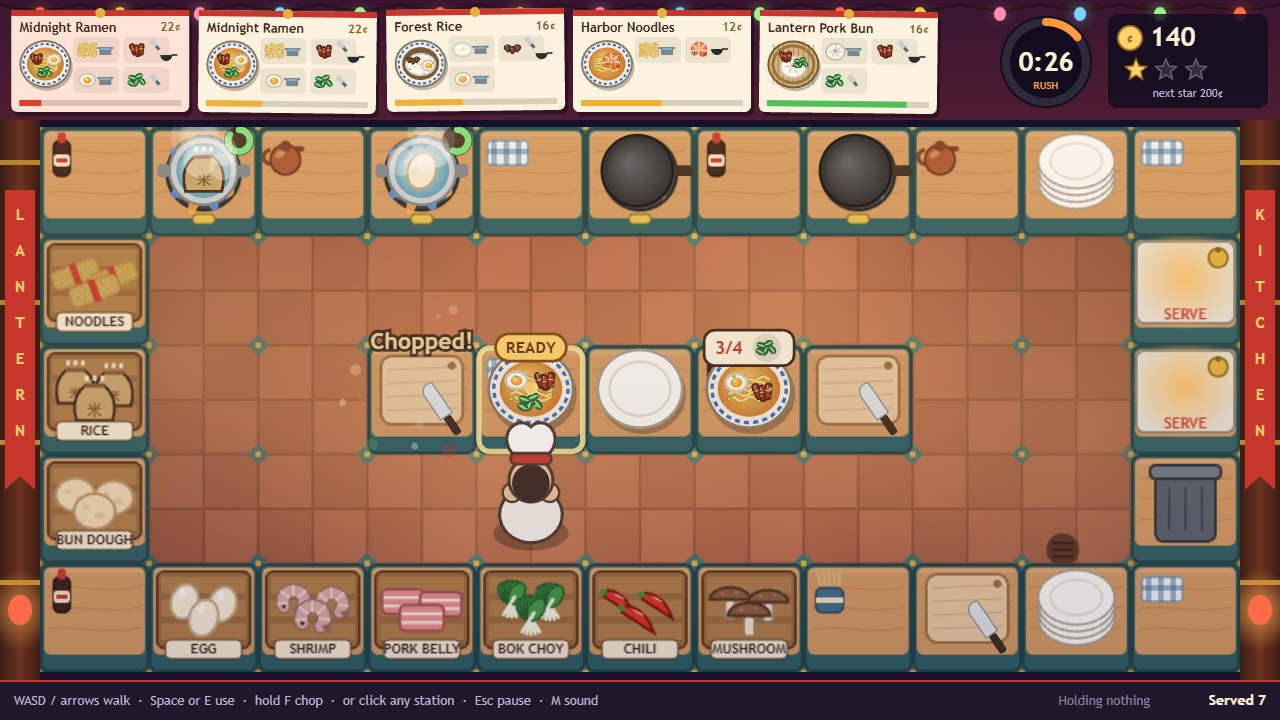 Midnight Ramen 22¢
Midnight Ramen 22¢
Forest Rice 16¢
Harbor Noodles 12¢
Lantern Pork Bun 16¢
0:26
RUSH
¢ 140
next star 200¢
LANTERN
KITCHEN
NOODLES
SERVE
Chopped!
READY
3/4
米
RICE
SERVE
BUN DOUGH
EGG
SHRIMP
PORK BELLY
BOK CHOY
CHILI
MUSHROOM
WASD / arrows walk · Space or E use · hold F chop · or click any station · Esc pause · M sound
Holding nothing
Served 7